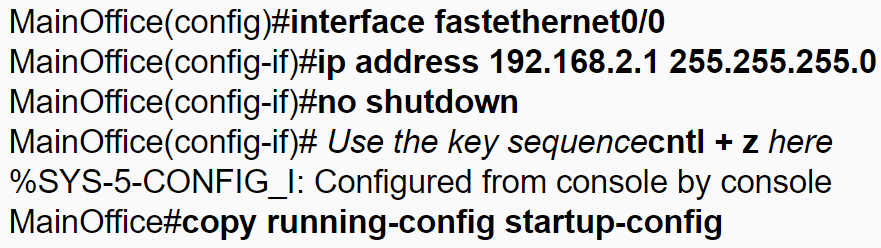 MainOffice(config)#interface fastethernet0/0
MainOffice(config-if)#ip address 192.168.2.1 255.255.255.0
MainOffice(config-if)#no shutdown
MainOffice(config-if)# Use the key sequencecntl + z here
%SYS-5-CONFIG_I: Configured from console by console
MainOffice#copy running-config startup-config